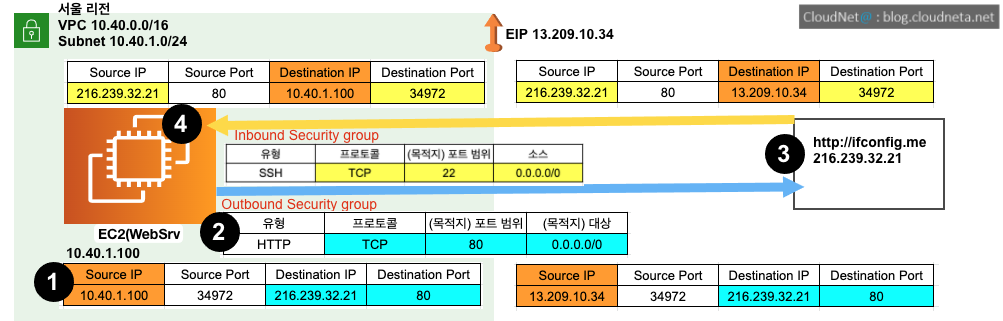 서울 리전
VPC 10.40.0.0/16
Subnet 10.40.1.0/24
EIP 13.209.10.34
CloudNet@ : blog.cloudneta.net
Source IP Source Port Destination IP Destination Port
216.239.32.21 80 10.40.1.100 34972
Source IP Source Port Destination IP Destination Port
216.239.32.21 80 13.209.10.34 34972
4
Inbound Security group
유형 프로토콜 (목적지) 포트 범위 소스
SSH TCP 22 0.0.0.0/0
3
http://ifconfig.me
216.239.32.21
Outbound Security group
2
유형 프로토콜 (목적지) 포트 범위 (목적지) 대상
HTTP TCP 80 0.0.0.0/0
EC2(WebSrv
10.40.1.100
1
Source IP Source Port Destination IP Destination Port
10.40.1.100 34972 216.239.32.21 80
Source IP Source Port Destination IP Destination Port
13.209.10.34 34972 216.239.32.21 80